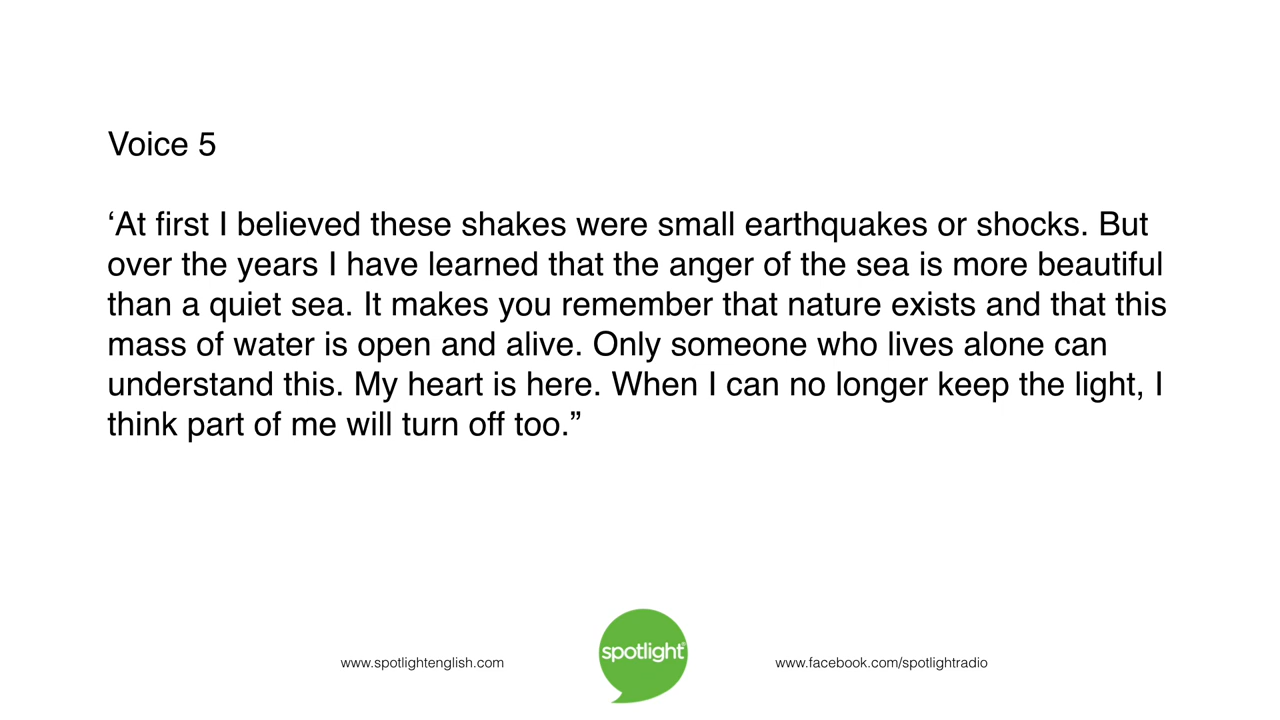 Voice 5
‘At first I believed these shakes were small earthquakes or shocks. But
over the years I have learned that the anger of the sea is more beautiful
than a quiet sea. It makes you remember that nature exists and that this
mass of water is open and alive. Only someone who lives alone can
understand this. My heart is here. When I can no longer keep the light, I
think part of me will turn off too.”
www.spotlightenglish.com
spotlight®
www.facebook.com/spotlightradio